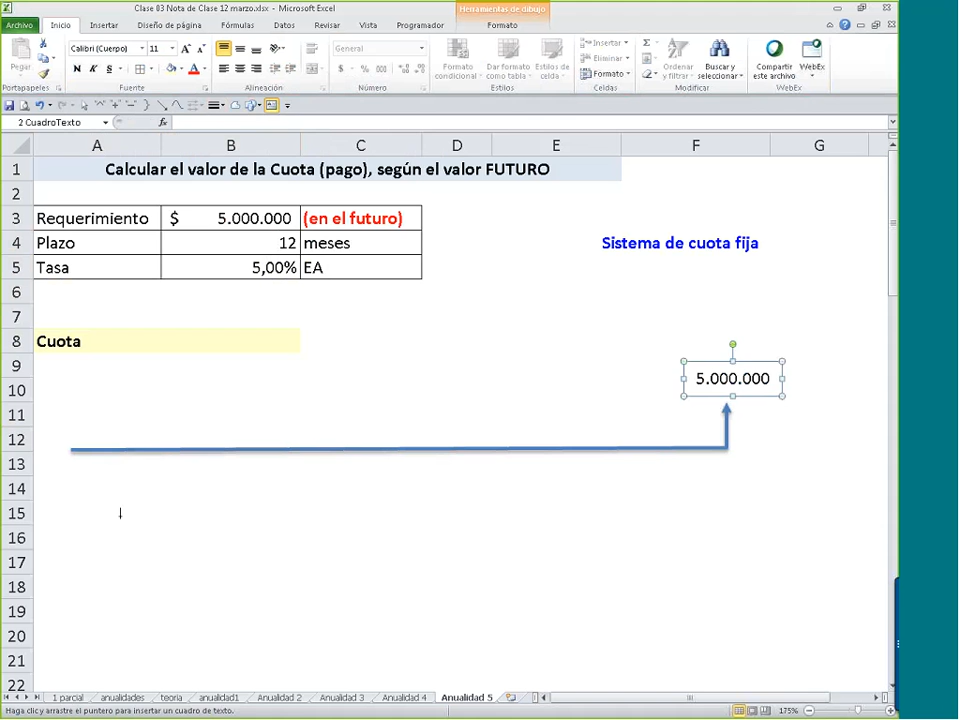 Clase 03 Nota de Clase 12 marzo.xlsx - Microsoft Excel
Herramientas de dibujo
Archivo Inicio Insertar Diseño de página Fórmulas Datos Revisar Vista Programador Formato
Pegar
Calibri (Cuerpo) 11
N K S
General
$ % 000
Formato condicional
Dar formato como tabla
Estilos de celda
Insertar
Eliminar
Formato
Ordenar y filtrar
Buscar y seleccionar
Compartir este archivo
WebEx
Portapapeles Fuente Alineación Número Estilos Celdas Modificar WebEx
2 CuadroTexto fx
A B C D E F G
1 Calcular el valor de la Cuota (pago), según el valor FUTURO
2
3 Requerimiento $ 5.000.000 (en el futuro)
4 Plazo 12 meses Sistema de cuota fija
5 Tasa 5,00% EA
6
7
8 Cuota
9
5.000.000
10
11
12
13
14
15
16
17
18
19
20
21
22
1 parcial anualidades teoria anualidad1 Anualidad 2 Anualidad 3 Anualidad 4 Anualidad 5
Haga clic y arrastre el puntero para insertar un cuadro de texto. 175%